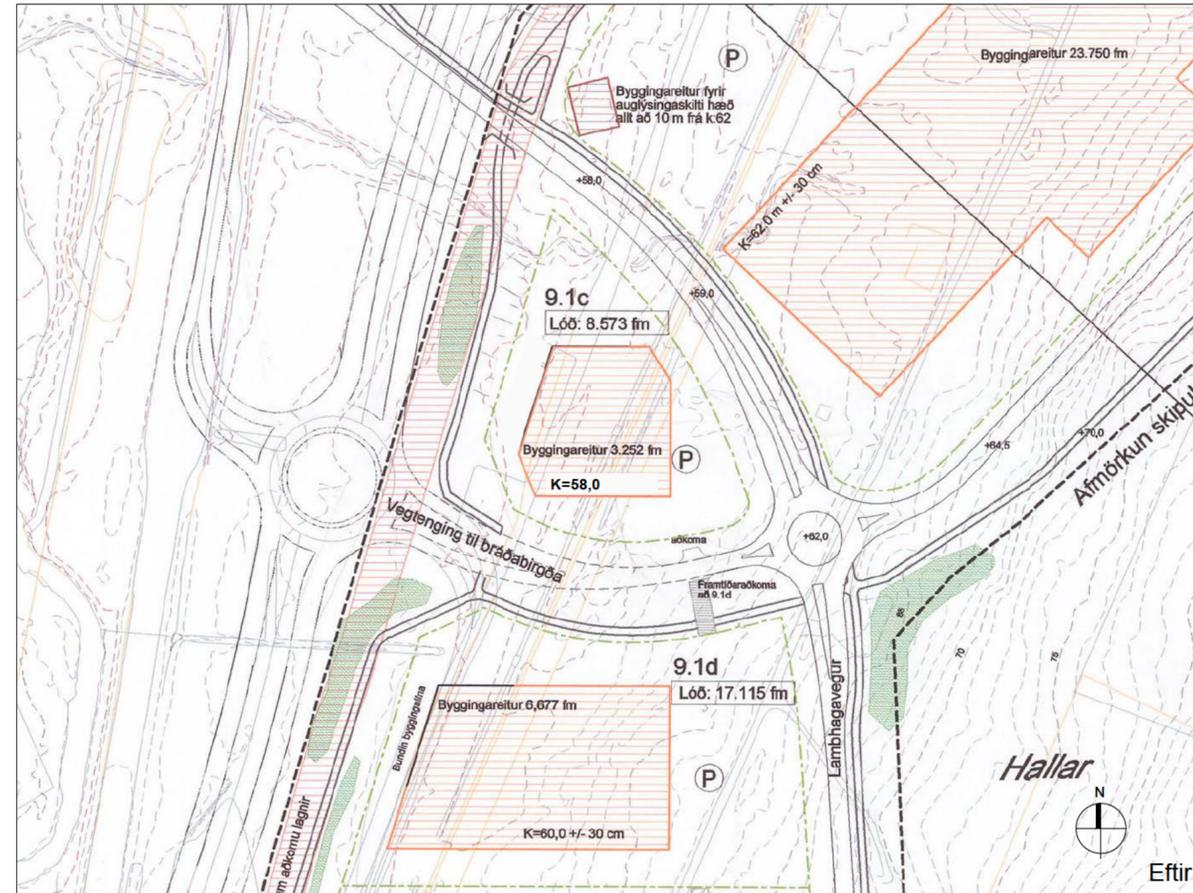 P
Byggingareitur 23.750 fm
Byggingareitur fyrir
auglýsingaskilti hæð
allt að 10 m frá k:62
+58,0
K=62,0 m +/- 30 cm
+59,0
9.1c
Lóð: 8.573 fm
Byggingareitur 3.252 fm
P
K=58,0
+70,0
+64,5
Afmörkun
Vegtenging til bráðabirgða
aðkoma
+62,0
Framtíðaraðkoma
að 9.1d
65
70
75
9.1d
Lóð: 17.115 fm
Bundin byggingalína
Byggingareitur 6,677 fm
Lambhagavegur
P
Hallar
N
K=60,0 +/- 30 cm
aðkomu lagnir
Eftir